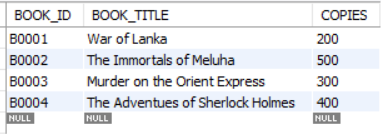 BOOK_ID BOOK_TITLE COPIES
B0001 War of Lanka 200
B0002 The Immortals of Meluha 500
B0003 Murder on the Orient Express 300
B0004 The Adventues of Sherlock Holmes 400
NULL NULL NULL